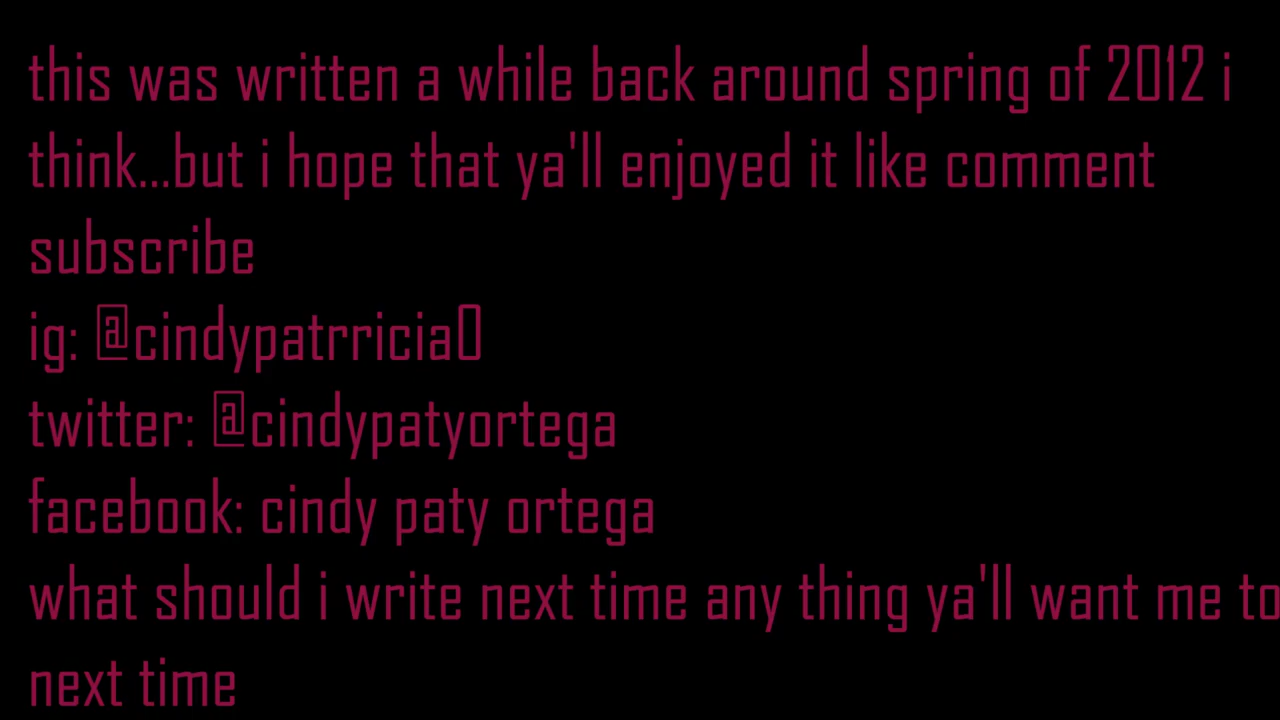 this was written a while back around spring of 2012 i
think...but i hope that ya'll enjoyed it like comment
subscribe
ig: @cindypatrricia0
twitter: @cindypatyortega
facebook: cindy paty ortega
what should i write next time any thing ya'll want me to
next time